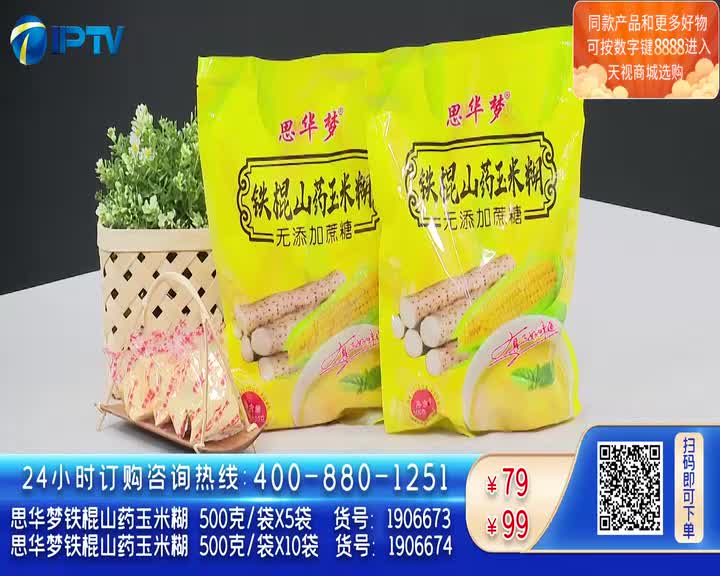 IPTV
同款产品和更多好物
可按数字键8888进入
天视商城选购
思华梦®
铁棍山药玉米糊
无添加蔗糖
思华梦®
铁棍山药玉米糊
无添加蔗糖
24小时订购咨询热线:400-880-1251
思华梦铁棍山药玉米糊 500克/袋X5袋 货号: 1906673
思华梦铁棍山药玉米糊 500克/袋X10袋 货号: 1906674
¥79
¥99
扫码即可下单